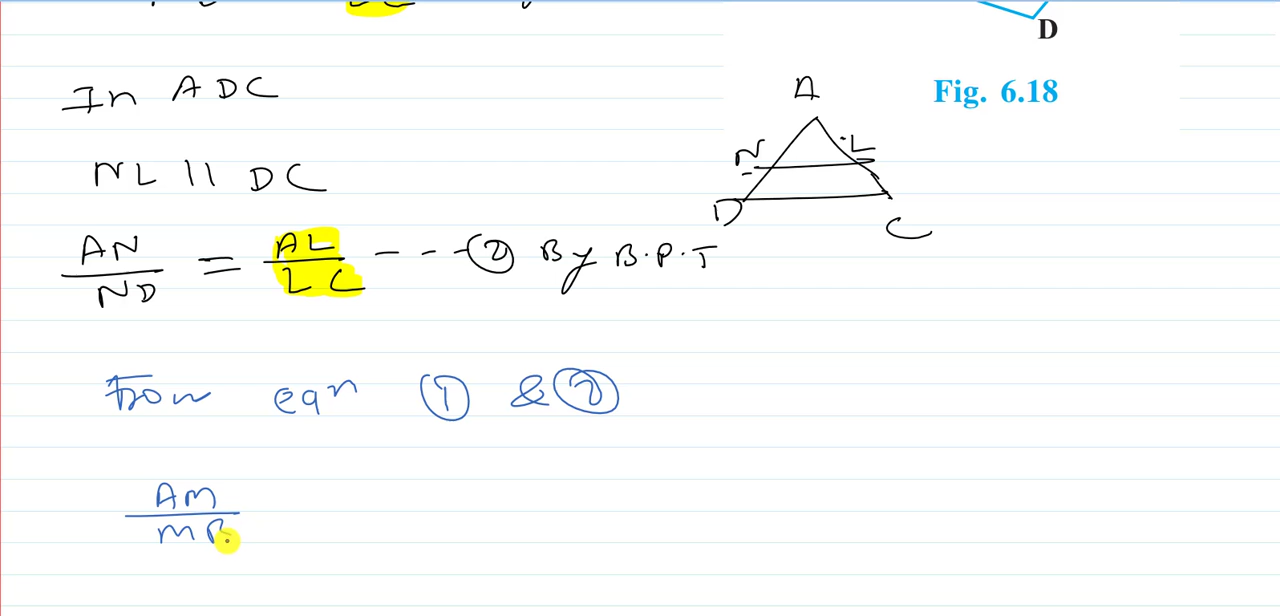 D
In ADC
A
Fig. 6.18
N
L
NL || DC
D
C
AN/ND = AL/LC --- (2) By B.P.T
From eqn (1) & (2)
AM/MB